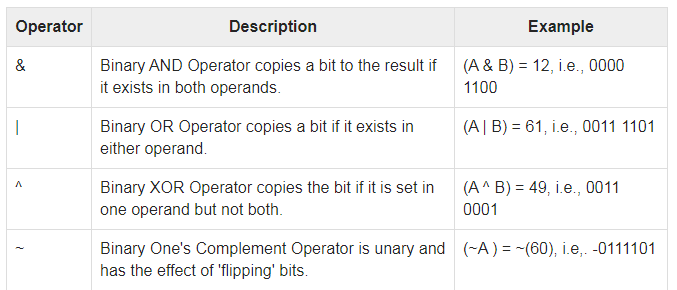 Operator Description Example
& Binary AND Operator copies a bit to the result if (A & B) = 12, i.e., 0000
it exists in both operands. 1100
| Binary OR Operator copies a bit if it exists in (A | B) = 61, i.e., 0011 1101
either operand.
^ Binary XOR Operator copies the bit if it is set in (A ^ B) = 49, i.e., 0011
one operand but not both. 0001
~ Binary One's Complement Operator is unary and (~A ) = ~(60), i.e,. -0111101
has the effect of 'flipping' bits.